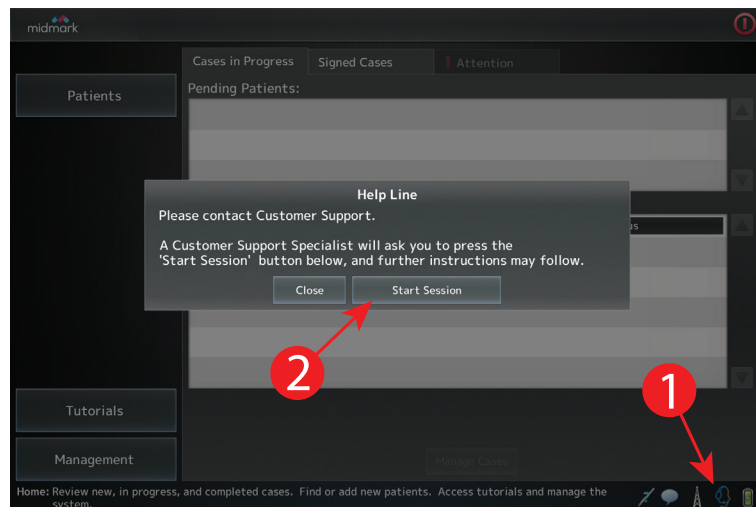 midmark
Cases in Progress
Signed Cases
Attention
Patients
Pending Patients:
Help Line
Please contact Customer Support.
us
A Customer Support Specialist will ask you to press the
'Start Session' button below, and further instructions may follow.
Close
Start Session
2
1
Tutorials
Management
Manage Cases
Home: Review new, in progress, and completed cases. Find or add new patients. Access tutorials and manage the
system.